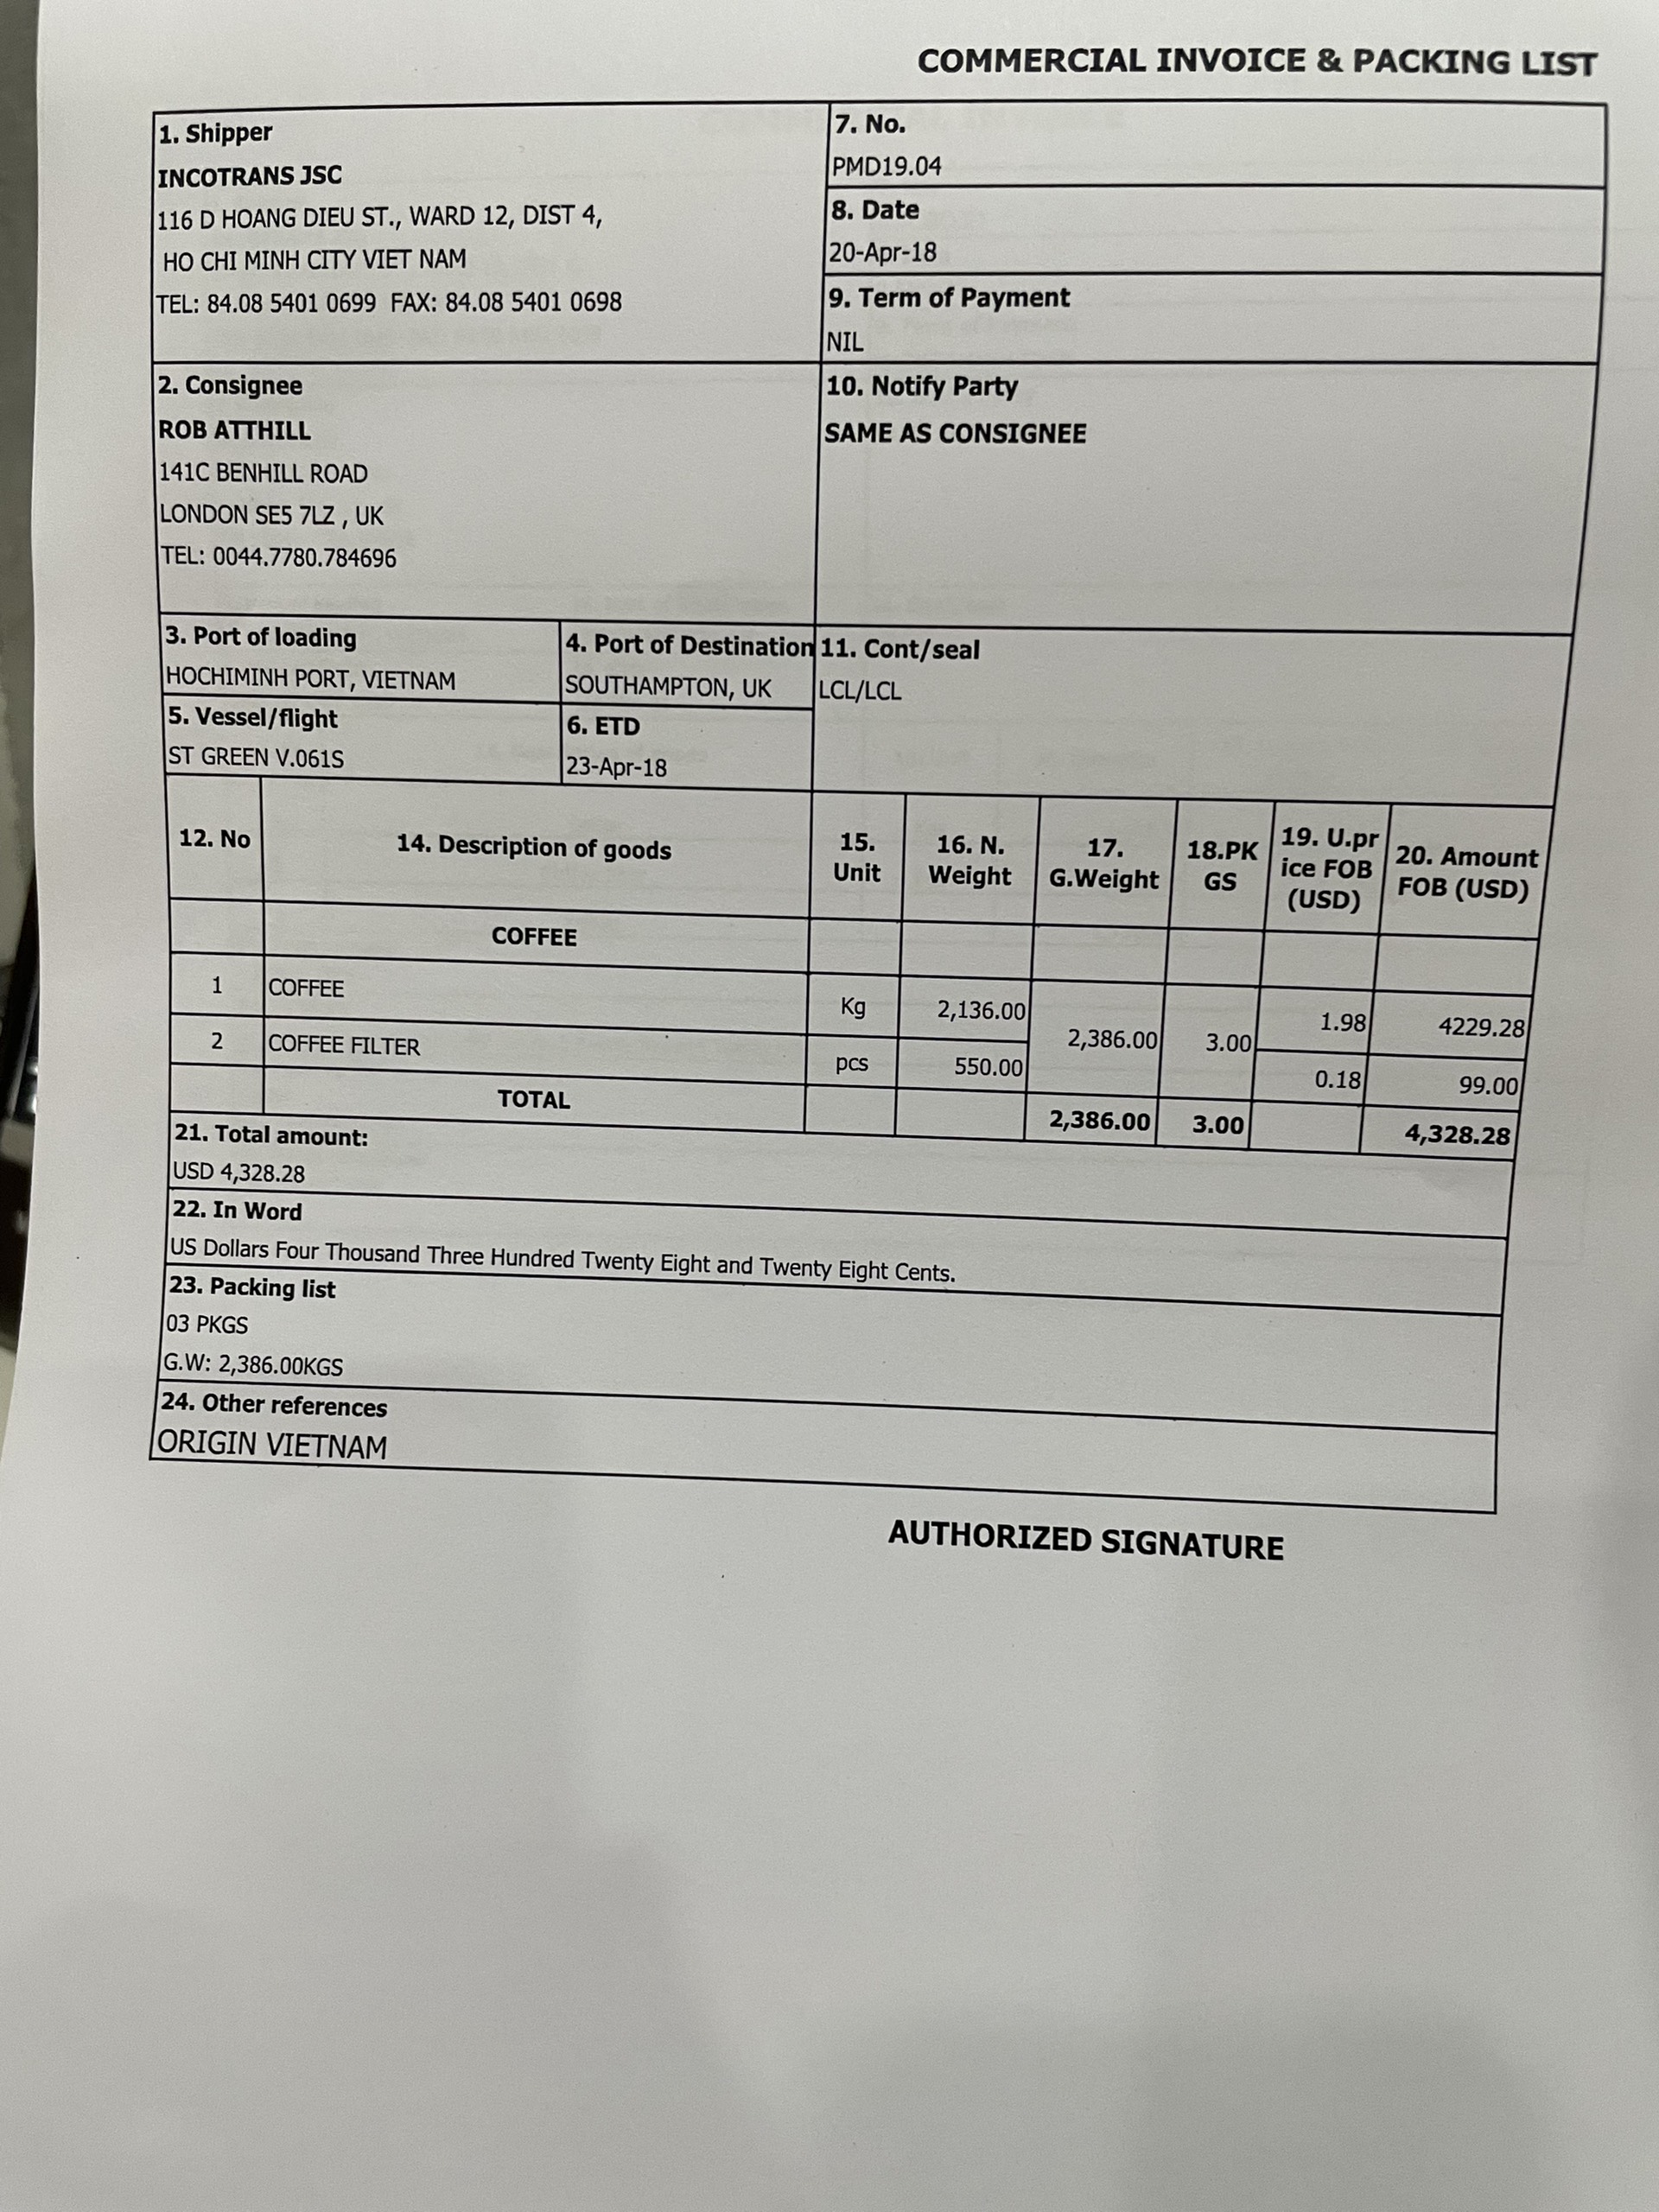 COMMERCIAL INVOICE & PACKING LIST
1. Shipper
INCOTRANS JSC
116 D HOANG DIEU ST., WARD 12, DIST 4,
HO CHI MINH CITY VIET NAM
TEL: 84.08 5401 0699 FAX: 84.08 5401 0698
7. No.
PMD19.04
8. Date
20-Apr-18
9. Term of Payment
NIL
2. Consignee
ROB ATTHILL
141C BENHILL ROAD
LONDON SE5 7LZ , UK
TEL: 0044.7780.784696
10. Notify Party
SAME AS CONSIGNEE
3. Port of loading
HOCHIMINH PORT, VIETNAM
4. Port of Destination
SOUTHAMPTON, UK
11. Cont/seal
LCL/LCL
5. Vessel/flight
ST GREEN V.061S
6. ETD
23-Apr-18
12. No
14. Description of goods
15.
Unit
16. N.
Weight
17.
G.Weight
18.PK
GS
19. U.pr
ice FOB
(USD)
20. Amount
FOB (USD)
COFFEE
1 COFFEE Kg 2,136.00 2,386.00 3.00 1.98 4229.28
2 COFFEE FILTER pcs 550.00 0.18 99.00
TOTAL 2,386.00 3.00 4,328.28
21. Total amount:
USD 4,328.28
22. In Word
US Dollars Four Thousand Three Hundred Twenty Eight and Twenty Eight Cents.
23. Packing list
03 PKGS
G.W: 2,386.00KGS
24. Other references
ORIGIN VIETNAM
AUTHORIZED SIGNATURE